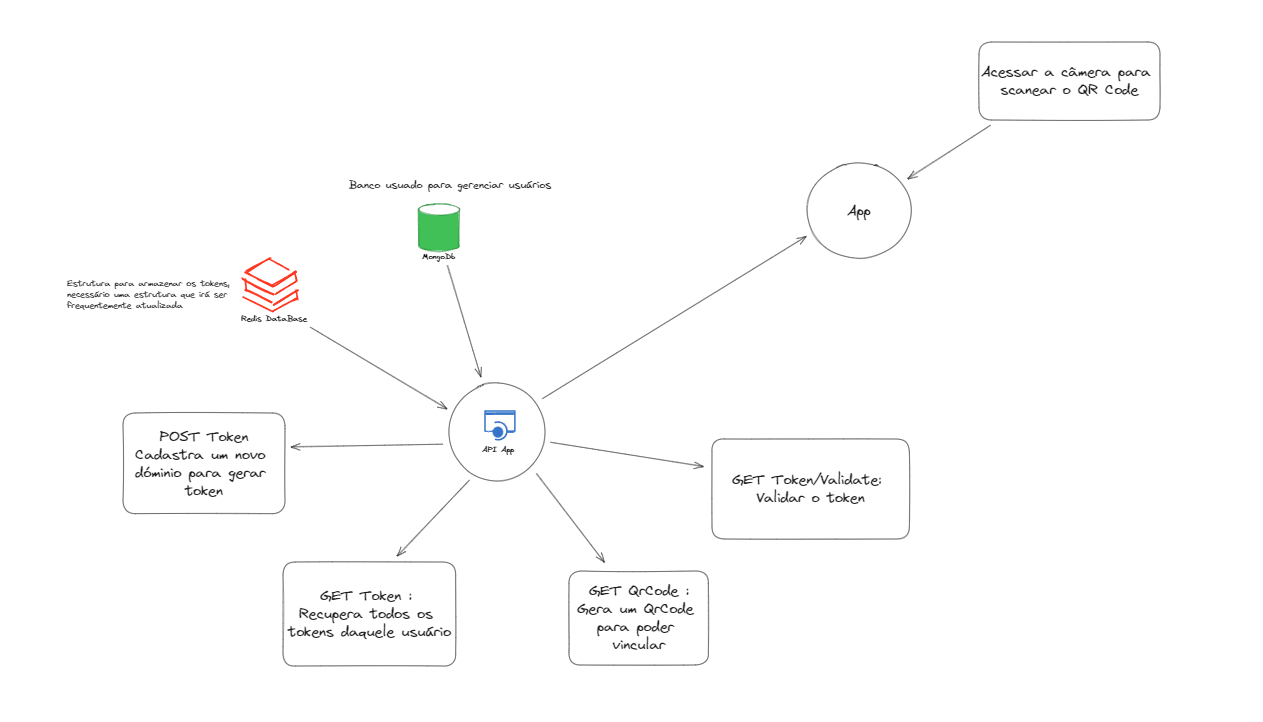 Acessar a câmera para
scanear o QR Code
App
Banco usuado para gerenciar usuários
MongoDb
Estrutura para armazenar os tokens,
necessário uma estrutura que irá ser
frequentemente atualizada
Redis DataBase
API App
POST Token
Cadastra um novo
dóminio para gerar
token
GET Token/Validate:
Validar o token
GET Token :
Recupera todos os
tokens daquele usuário
GET QrCode :
Gera um QrCode
para poder
vincular